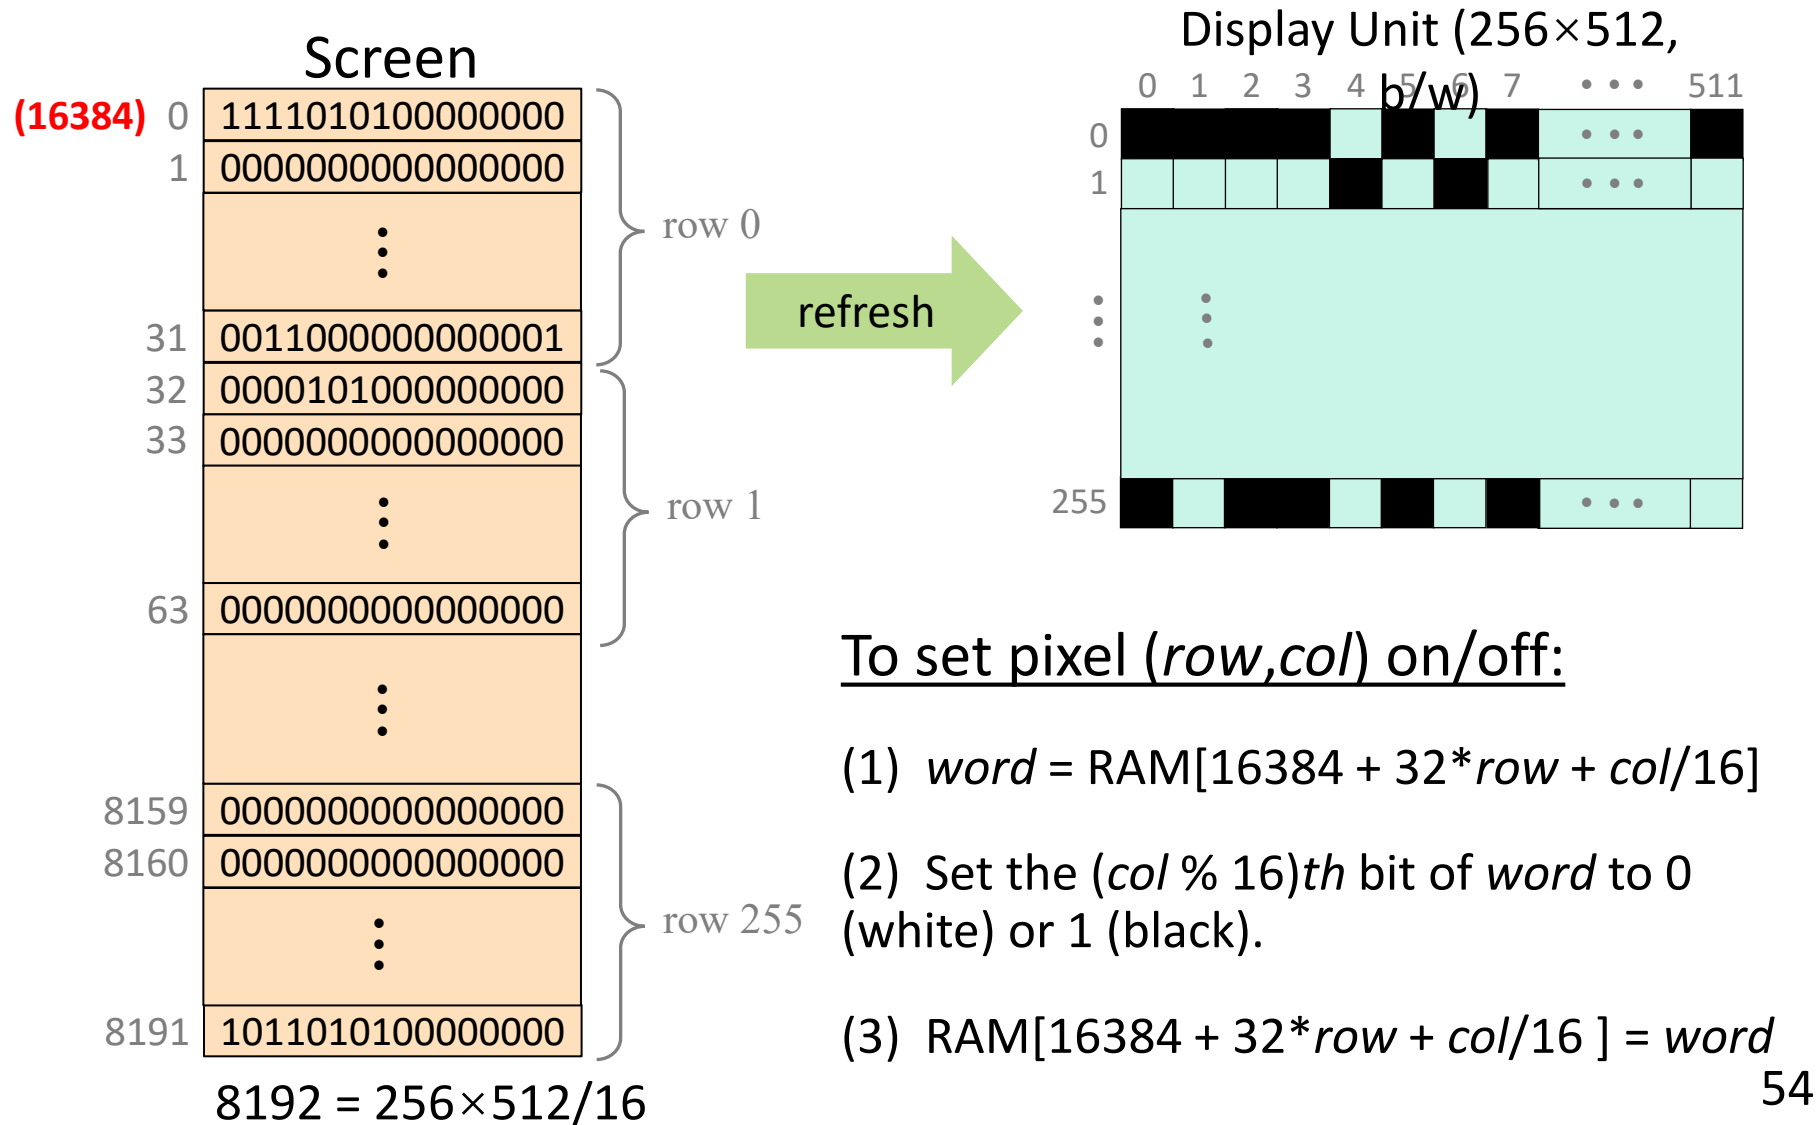 Screen
(16384) 0 1111010100000000
1 0000000000000000
row 0
31 0011000000000001
32 0000101000000000
33 0000000000000000
row 1
63 0000000000000000
8159 0000000000000000
8160 0000000000000000
row 255
8191 1011010100000000
8192 = 256×512/16
refresh
Display Unit (256×512,
b/w)
0 1 2 3 4 5 6 7 • • • 511
0 • • •
1 • • •
255 • • •
To set pixel (row,col) on/off:
(1) word = RAM[16384 + 32*row + col/16]
(2) Set the (col % 16)th bit of word to 0
(white) or 1 (black).
(3) RAM[16384 + 32*row + col/16 ] = word
54